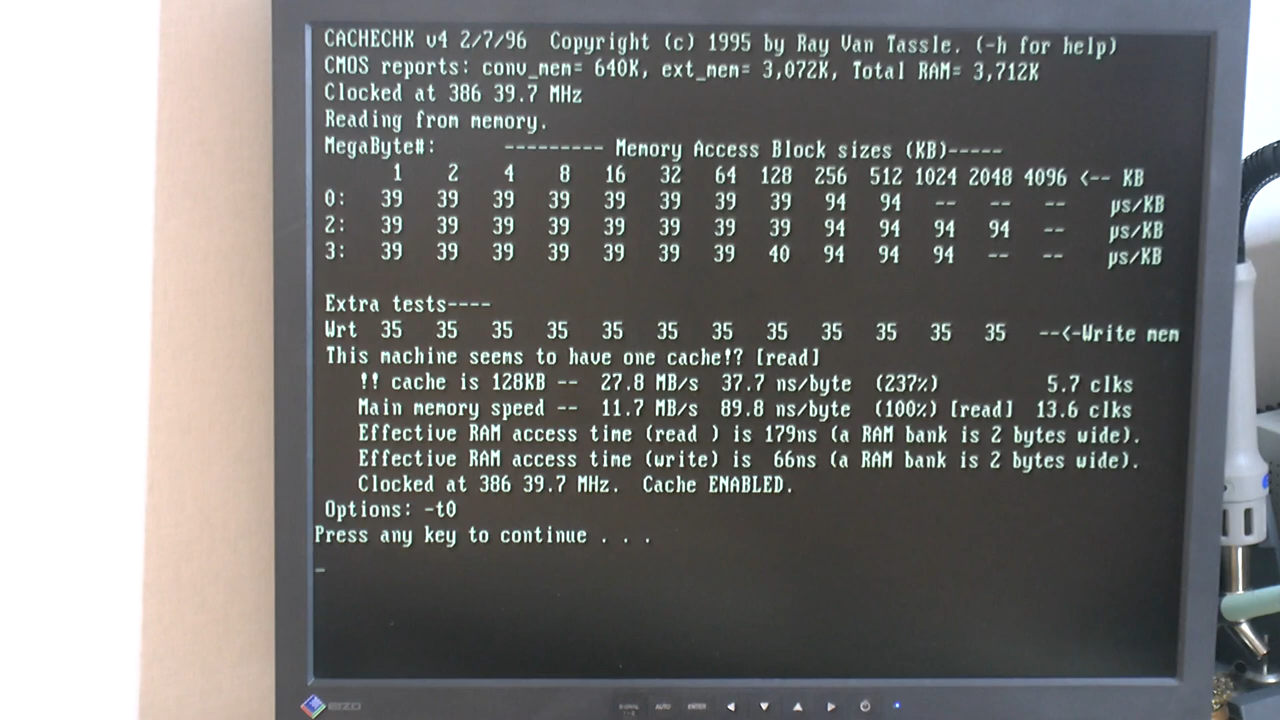 CACHECHK v4 2/7/96  Copyright (c) 1995 by Ray Van Tassle. (-h for help)
CMOS reports: conv_mem= 640K, ext_mem= 3,072K, Total RAM= 3,712K
Clocked at 386 39.7 MHz
Reading from memory.
MegaByte#:       --------- Memory Access Block sizes (KB)-----
        1    2    4    8   16   32   64  128  256  512 1024 2048 4096 <-- KB
0:     39   39   39   39   39   39   39   39   94   94   --   --   --    µs/KB
2:     39   39   39   39   39   39   39   39   94   94   94   94   --    µs/KB
3:     39   39   39   39   39   39   39   40   94   94   94   --   --    µs/KB
Extra tests----
Wrt  35   35   35   35   35   35   35   35   35   35   35   35   --<-Write mem
This machine seems to have one cache!? [read]
   !! cache is 128KB --  27.8 MB/s  37.7 ns/byte  (237%)          5.7 clks
   Main memory speed --  11.7 MB/s  89.8 ns/byte  (100%) [read]  13.6 clks
   Effective RAM access time (read ) is 179ns (a RAM bank is 2 bytes wide).
   Effective RAM access time (write) is  66ns (a RAM bank is 2 bytes wide).
   Clocked at 386 39.7 MHz.  Cache ENABLED.
Options: -t0
Press any key to continue . . .
_
EIZO
SIGNAL AUTO ENTER
1-2